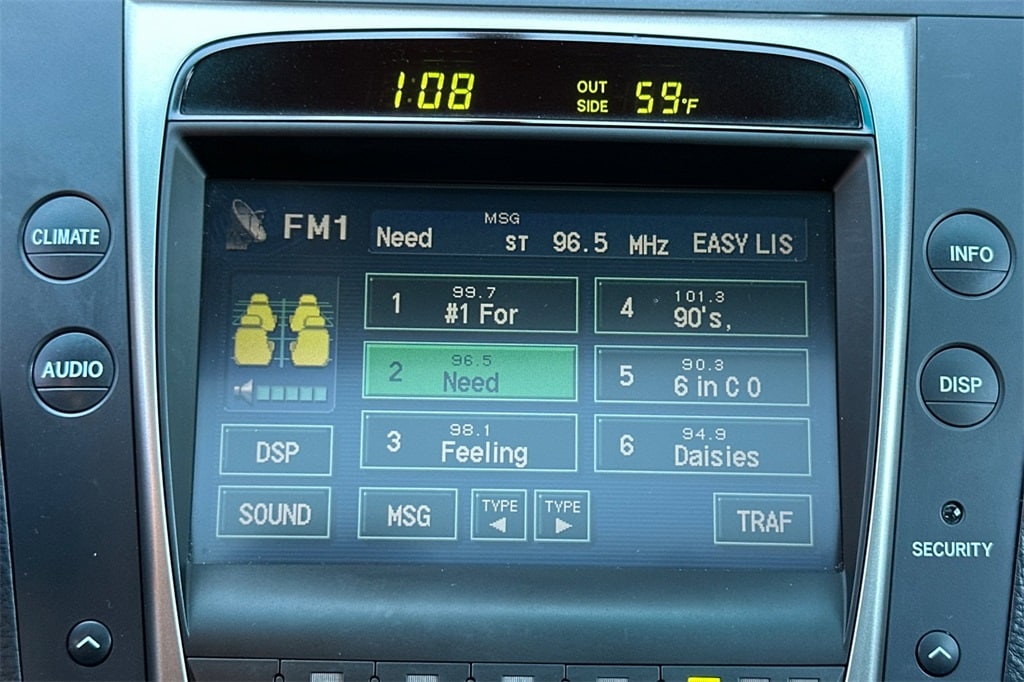 1:08 OUT SIDE 59°F
CLIMATE
AUDIO
FM1
MSG
Need ST 96.5 MHz EASY LIS
1 99.7 #1 For
4 101.3 90's,
2 96.5 Need
5 90.3 6 in C 0
3 98.1 Feeling
6 94.9 Daisies
DSP
SOUND
MSG
TYPE ◀
TYPE ▶
TRAF
INFO
DISP
SECURITY